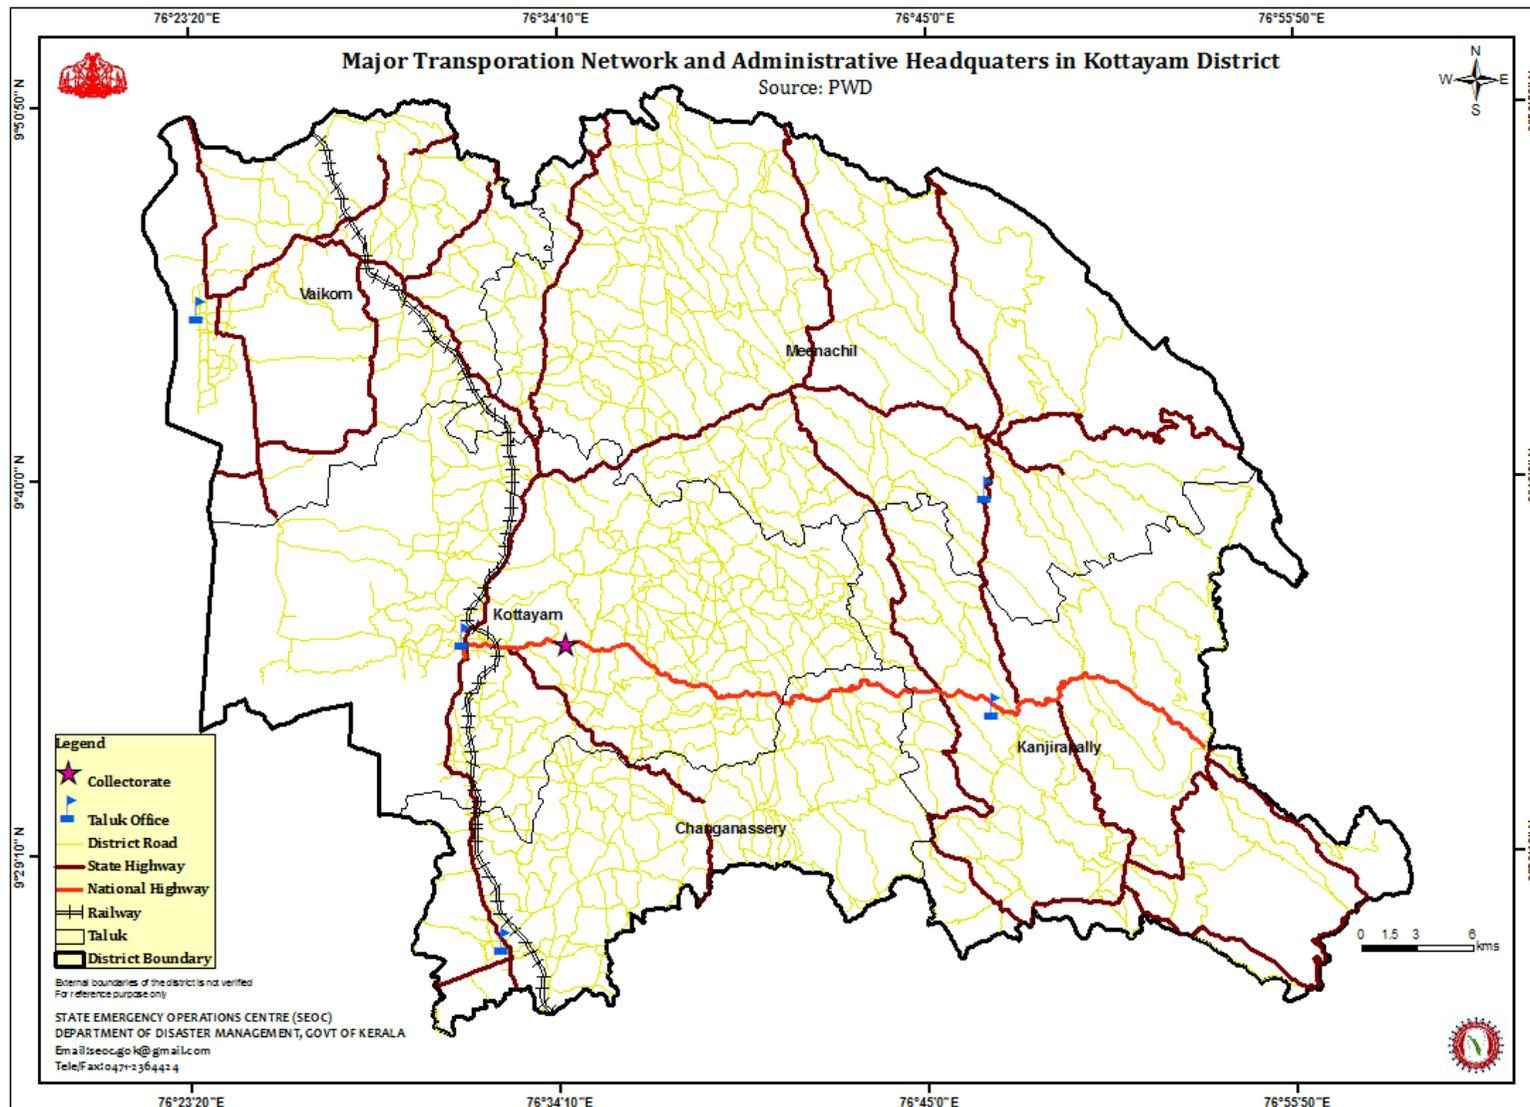 76°23'20"E 76°34'10"E 76°45'0"E 76°55'50"E
Major Transporation Network and Administrative Headquaters in Kottayam District
Source: PWD
N
W E
S
9°50'50"N
Vaikom
Meenachil
9°40'0"N
Kottayam
Kanjirapally
Changanassery
9°29'10"N
Legend
Collectorate
Taluk Office
District Road
State Highway
National Highway
Railway
Taluk
District Boundary
0 1.5 3 6
kms
External boundaries of the district is not verified
For reference purpose only
STATE EMERGENCY OPERATIONS CENTRE (SEOC)
DEPARTMENT OF DISASTER MANAGEMENT, GOVT OF KERALA
Email:seoc.gok@gmail.com
Tele/Fax:0471-2364424
76°23'20"E 76°34'10"E 76°45'0"E 76°55'50"E